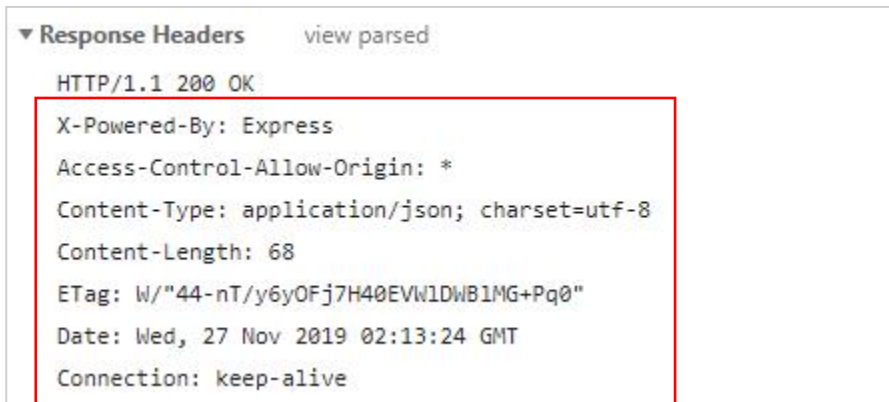 ▼ Response Headers view parsed
HTTP/1.1 200 OK
X-Powered-By: Express
Access-Control-Allow-Origin: *
Content-Type: application/json; charset=utf-8
Content-Length: 68
ETag: W/"44-nT/y6yOFj7H40EVWlDWBlMG+Pq0"
Date: Wed, 27 Nov 2019 02:13:24 GMT
Connection: keep-alive